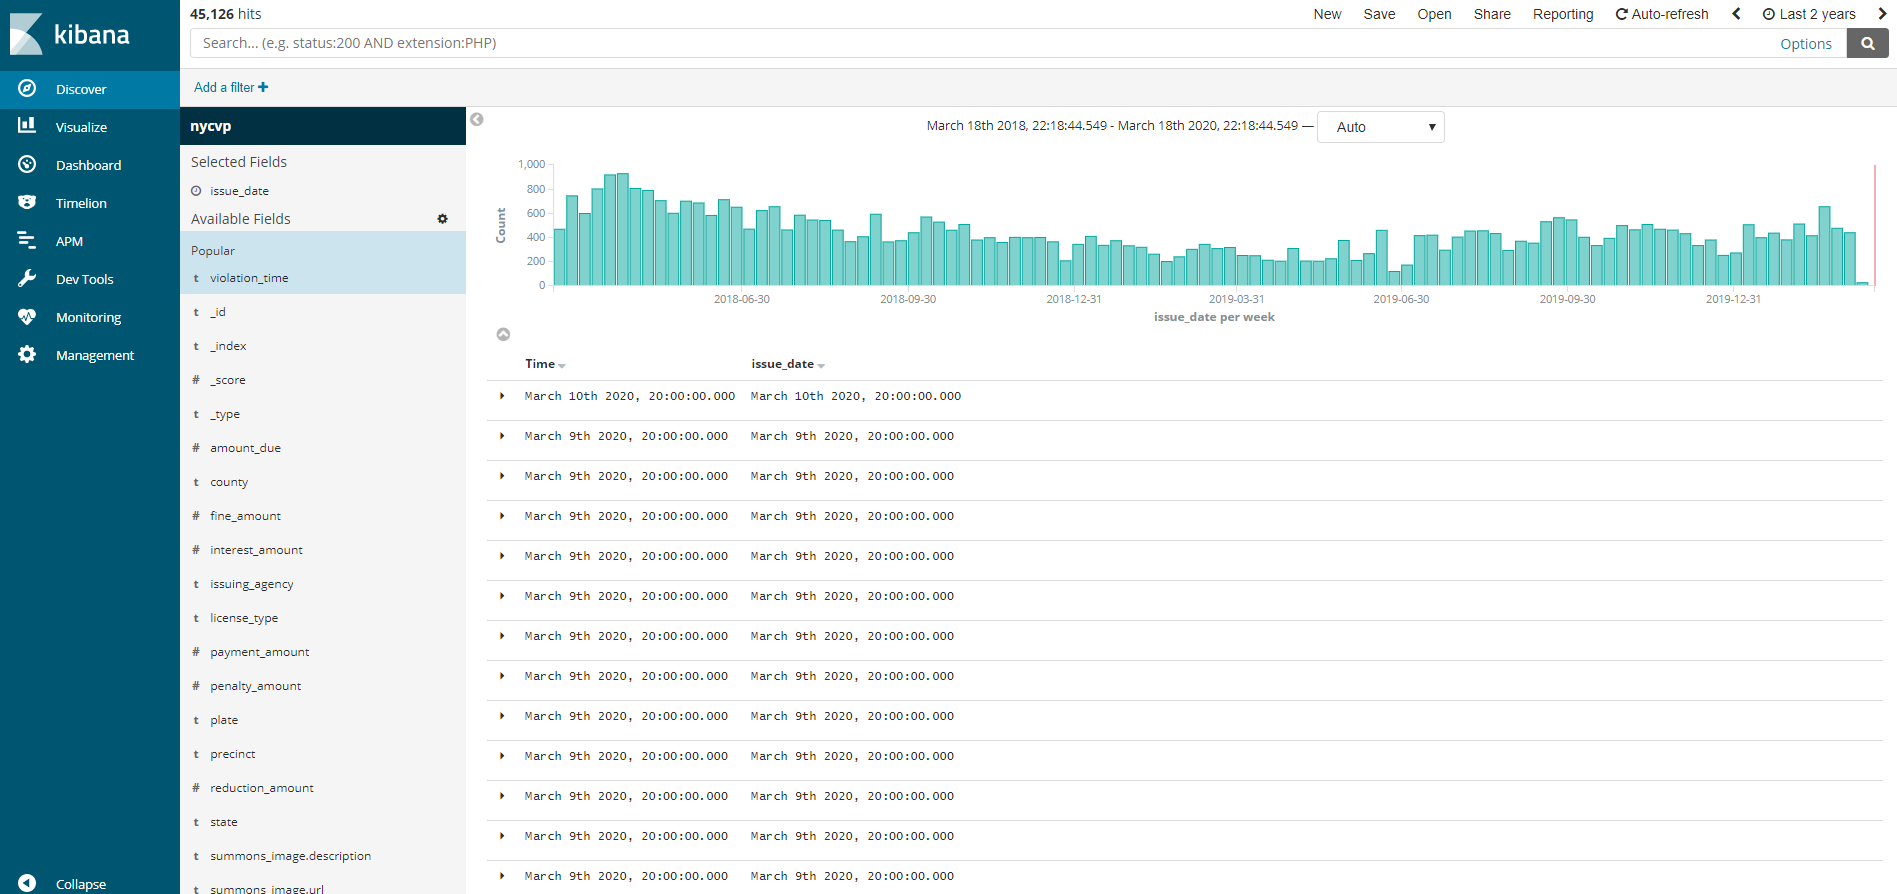 kibana
Discover
Visualize
Dashboard
Timelion
APM
Dev Tools
Monitoring
Management
Collapse
45,126 hits
New Save Open Share Reporting Auto-refresh Last 2 years
Search... (e.g. status:200 AND extension:PHP)
Options
Add a filter
nycvp
Selected Fields
issue_date
Available Fields
Popular
t violation_time
t _id
t _index
# _score
t _type
# amount_due
t county
# fine_amount
# interest_amount
t issuing_agency
t license_type
# payment_amount
# penalty_amount
t plate
t precinct
# reduction_amount
t state
t summons_image.description
t summons_image.url
March 18th 2018, 22:18:44.549 - March 18th 2020, 22:18:44.549 — Auto
Count
1,000
800
600
400
200
0
2018-06-30 2018-09-30 2018-12-31 2019-03-31 2019-06-30 2019-09-30 2019-12-31
issue_date per week
Time issue_date
March 10th 2020, 20:00:00.000 March 10th 2020, 20:00:00.000
March 9th 2020, 20:00:00.000 March 9th 2020, 20:00:00.000
March 9th 2020, 20:00:00.000 March 9th 2020, 20:00:00.000
March 9th 2020, 20:00:00.000 March 9th 2020, 20:00:00.000
March 9th 2020, 20:00:00.000 March 9th 2020, 20:00:00.000
March 9th 2020, 20:00:00.000 March 9th 2020, 20:00:00.000
March 9th 2020, 20:00:00.000 March 9th 2020, 20:00:00.000
March 9th 2020, 20:00:00.000 March 9th 2020, 20:00:00.000
March 9th 2020, 20:00:00.000 March 9th 2020, 20:00:00.000
March 9th 2020, 20:00:00.000 March 9th 2020, 20:00:00.000
March 9th 2020, 20:00:00.000 March 9th 2020, 20:00:00.000
March 9th 2020, 20:00:00.000 March 9th 2020, 20:00:00.000
March 9th 2020, 20:00:00.000 March 9th 2020, 20:00:00.000